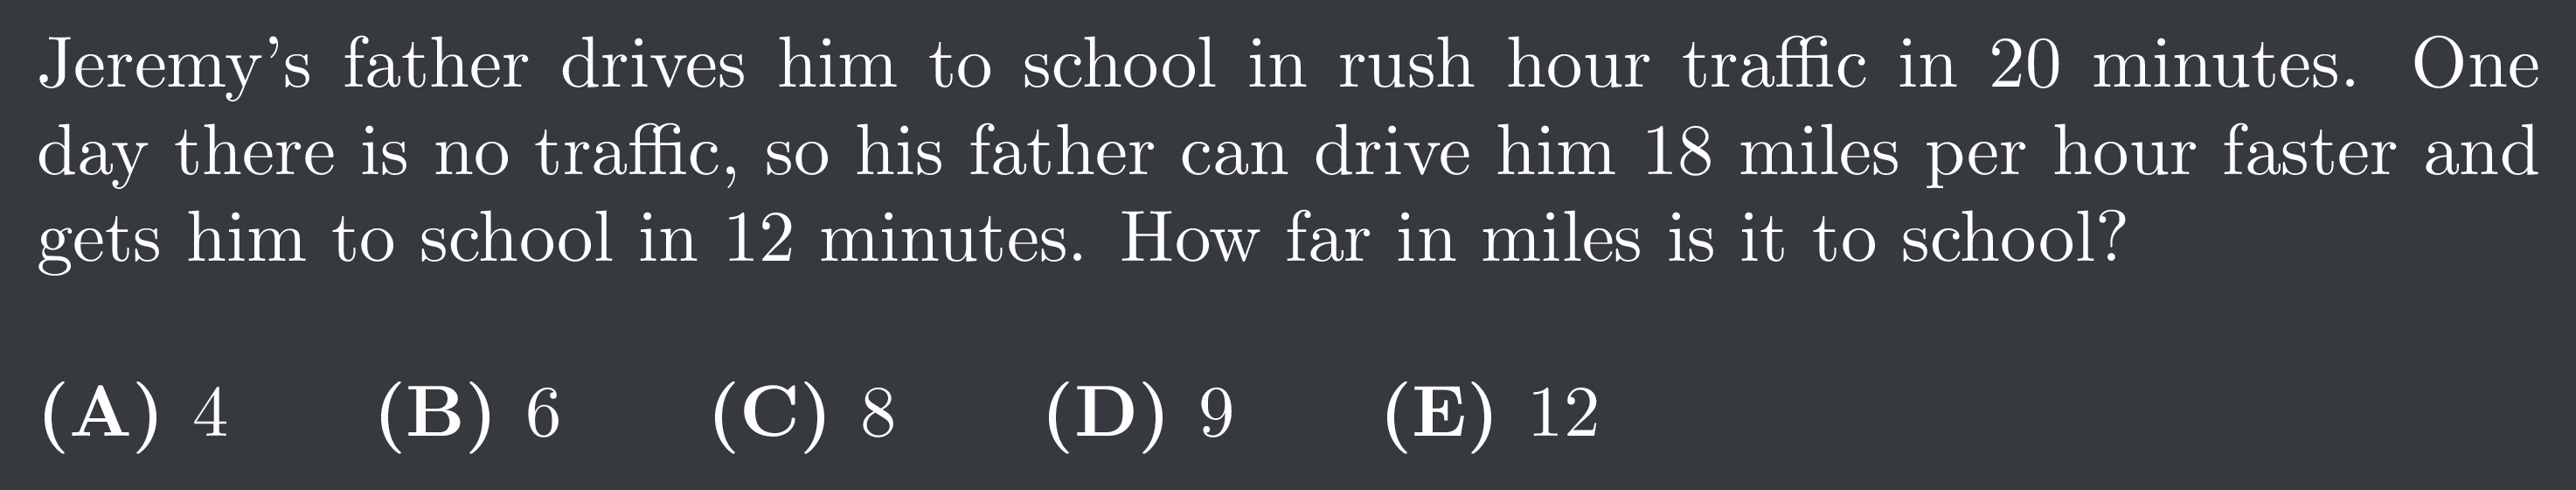 Jeremy's father drives him to school in rush hour traffic in 20 minutes. One
day there is no traffic, so his father can drive him 18 miles per hour faster and
gets him to school in 12 minutes. How far in miles is it to school?
(A) 4 (B) 6 (C) 8 (D) 9 (E) 12